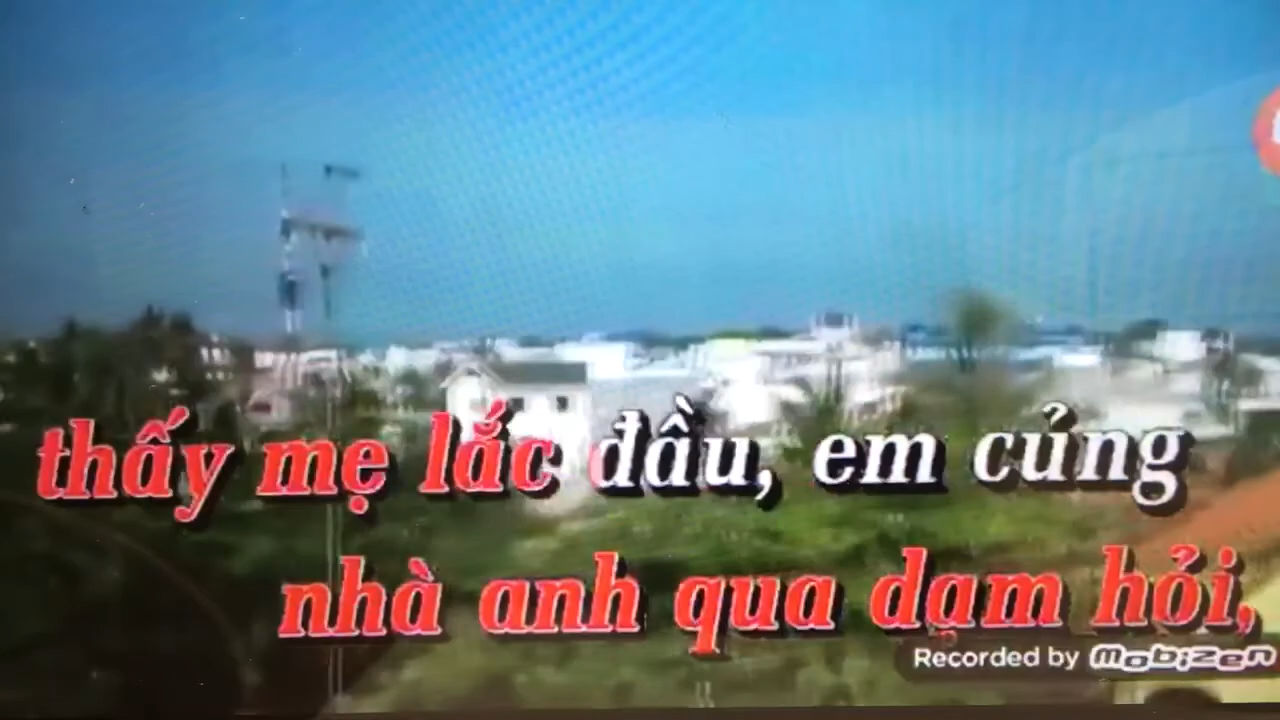 thấy mẹ lắc đầu, em củng
nhà anh qua dạm hỏi,
Recorded by mobizen